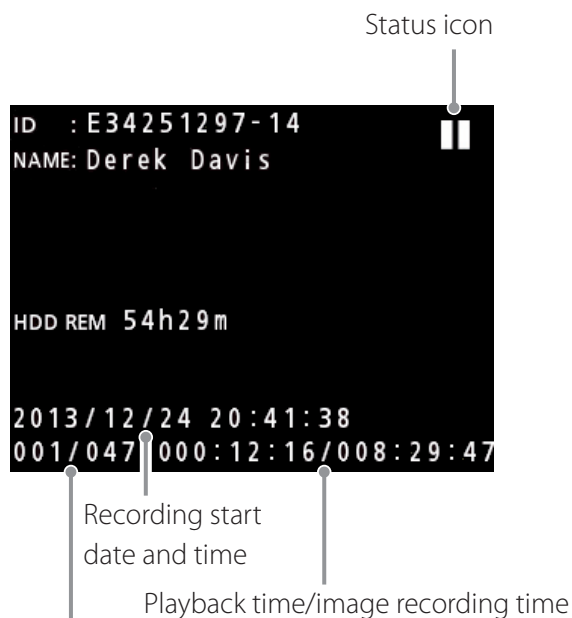 Status icon
ID : E34251297-14
NAME: Derek Davis
HDD REM 54h29m
2013/12/24 20:41:38
001/047 000:12:16/008:29:47
Recording start
date and time
Playback time/image recording time